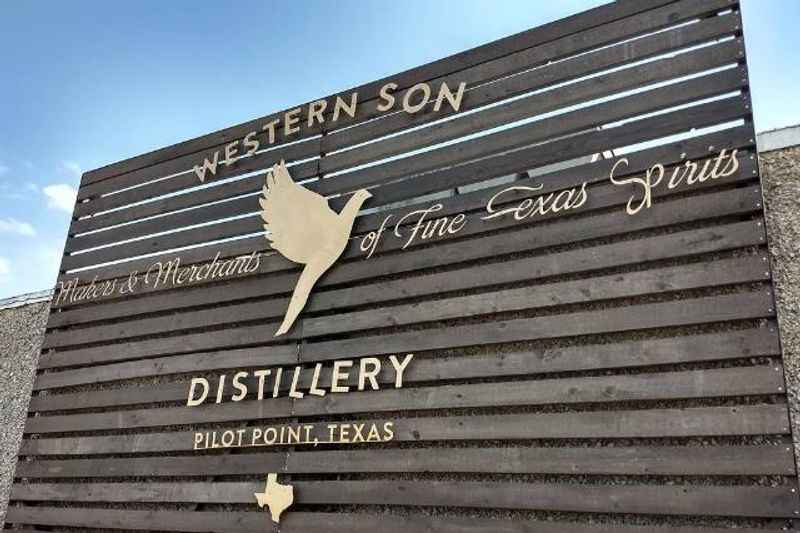 WESTERN SON
Makers & Merchants of Fine Texas Spirits
DISTILLERY
PILOT POINT, TEXAS